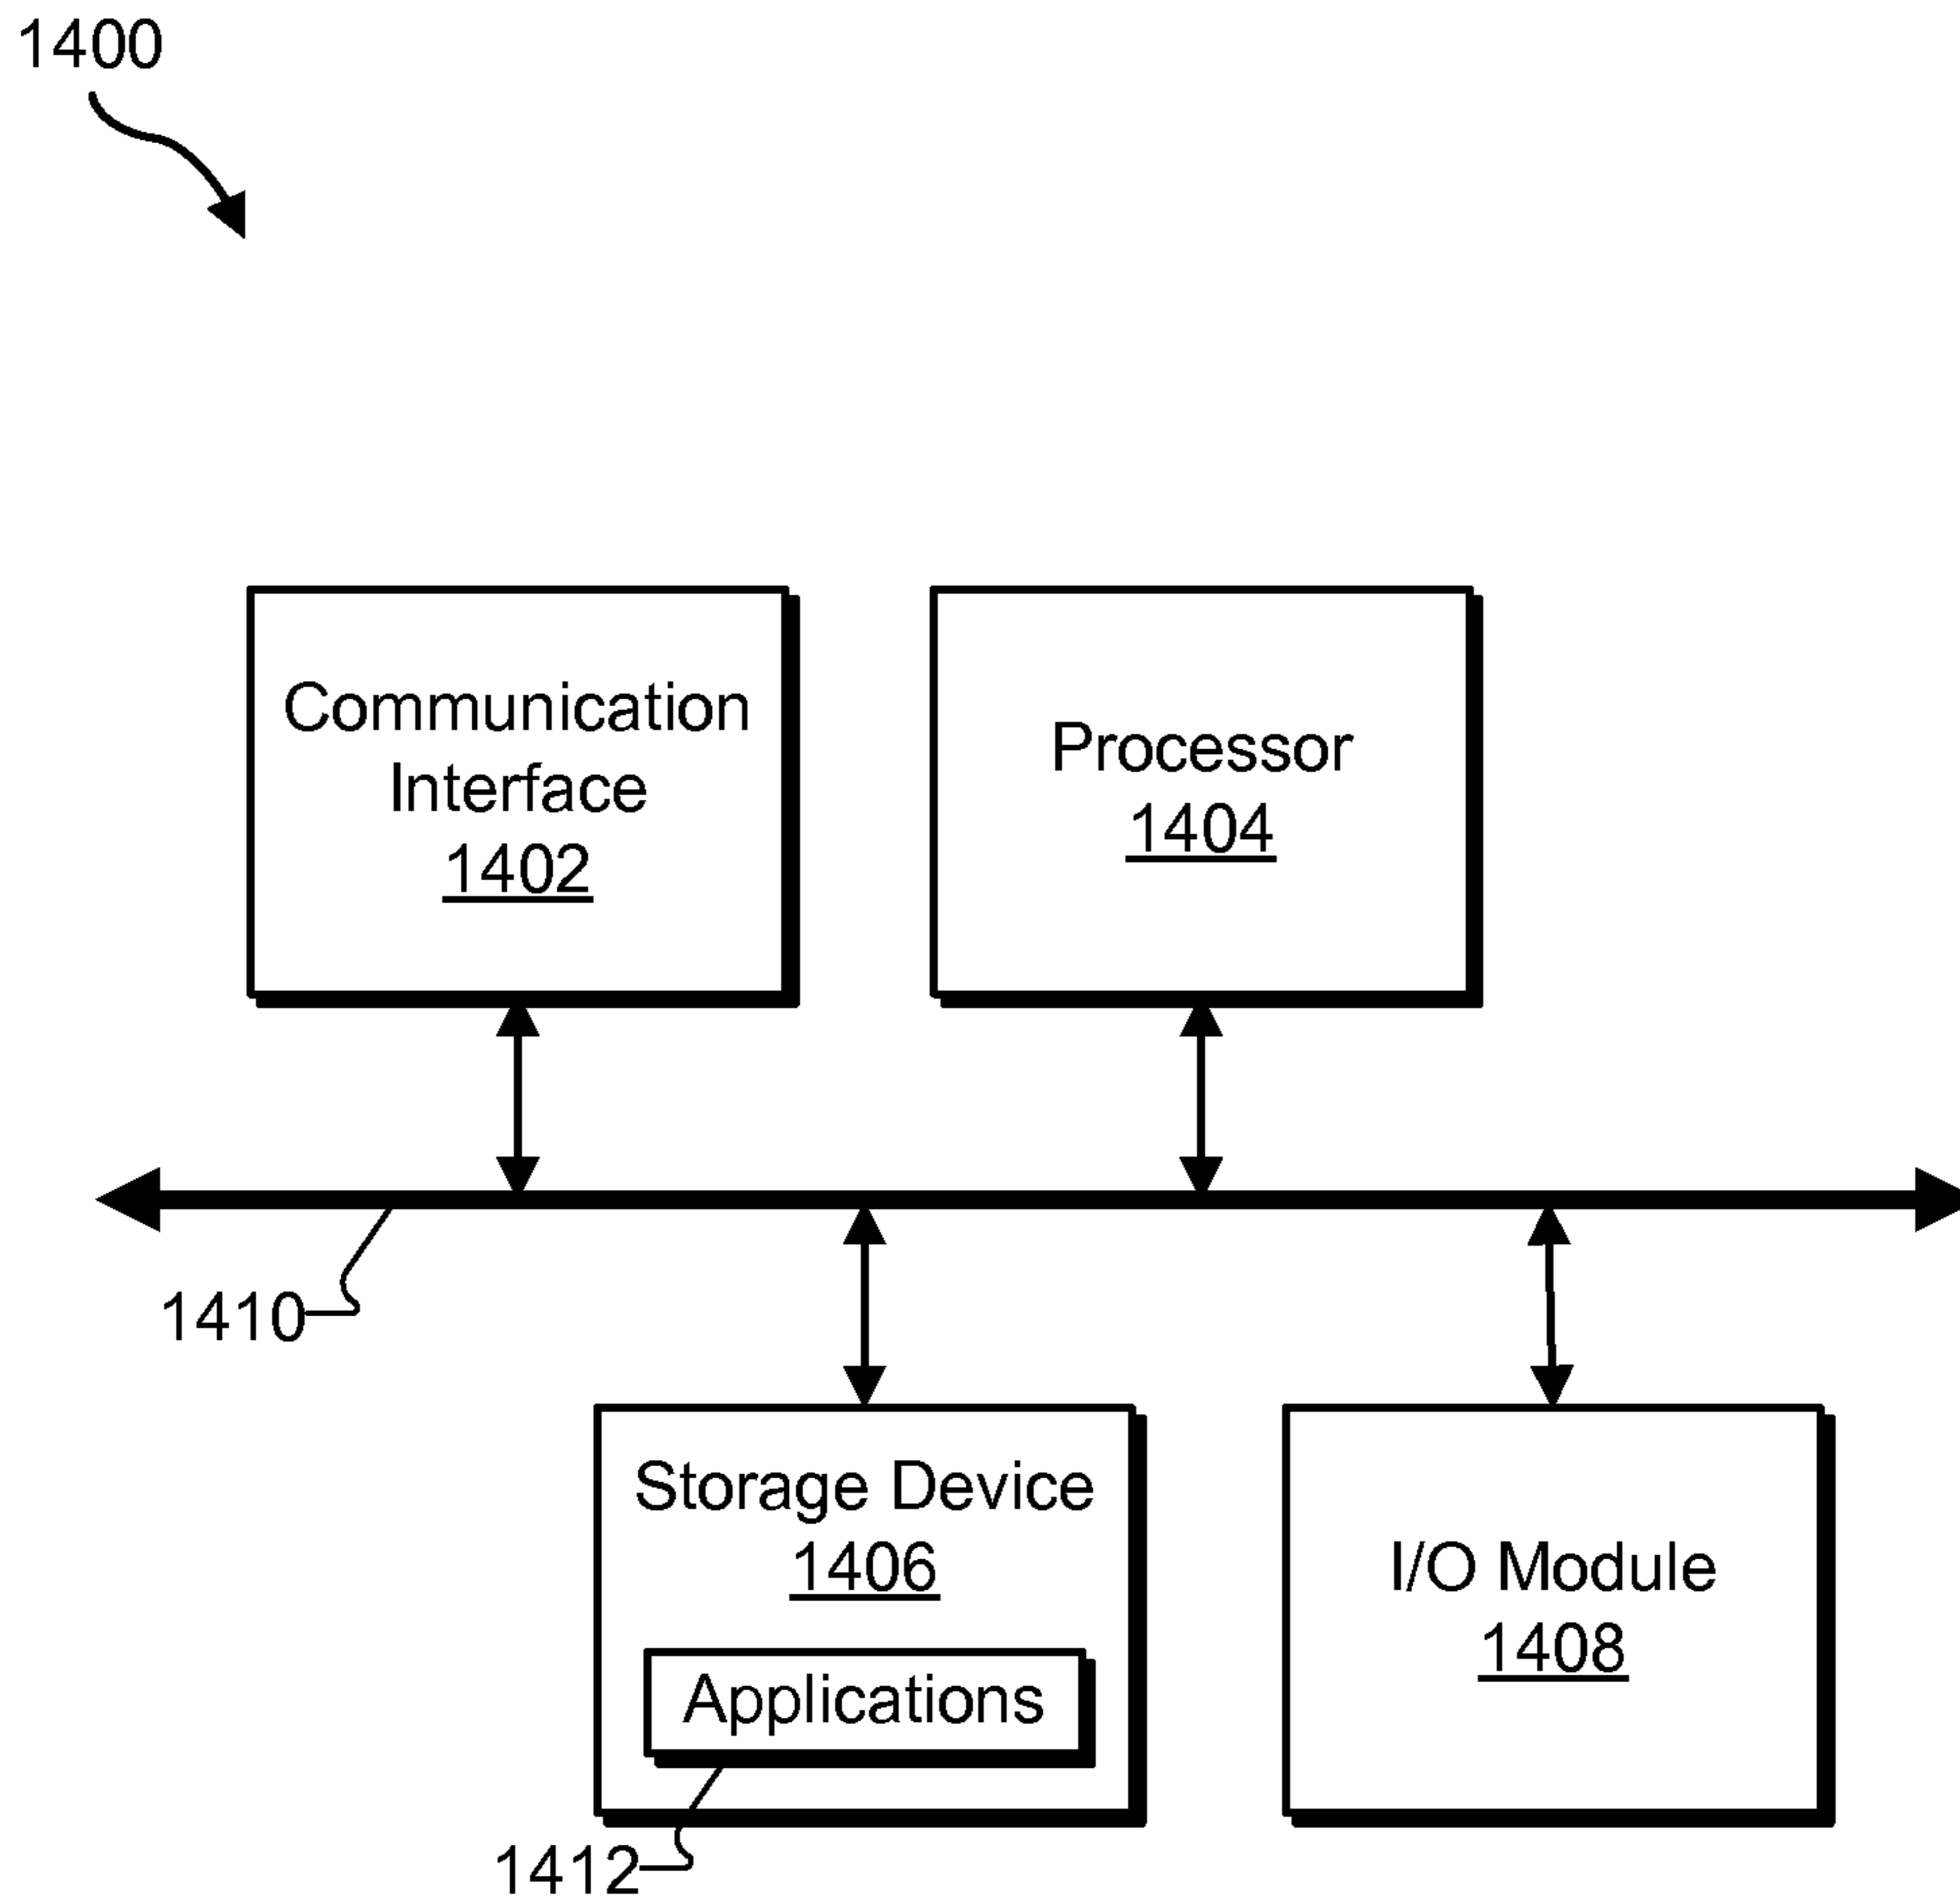 1400
Communication
Interface
1402
Processor
1404
1410
Storage Device
1406
Applications
1412
I/O Module
1408